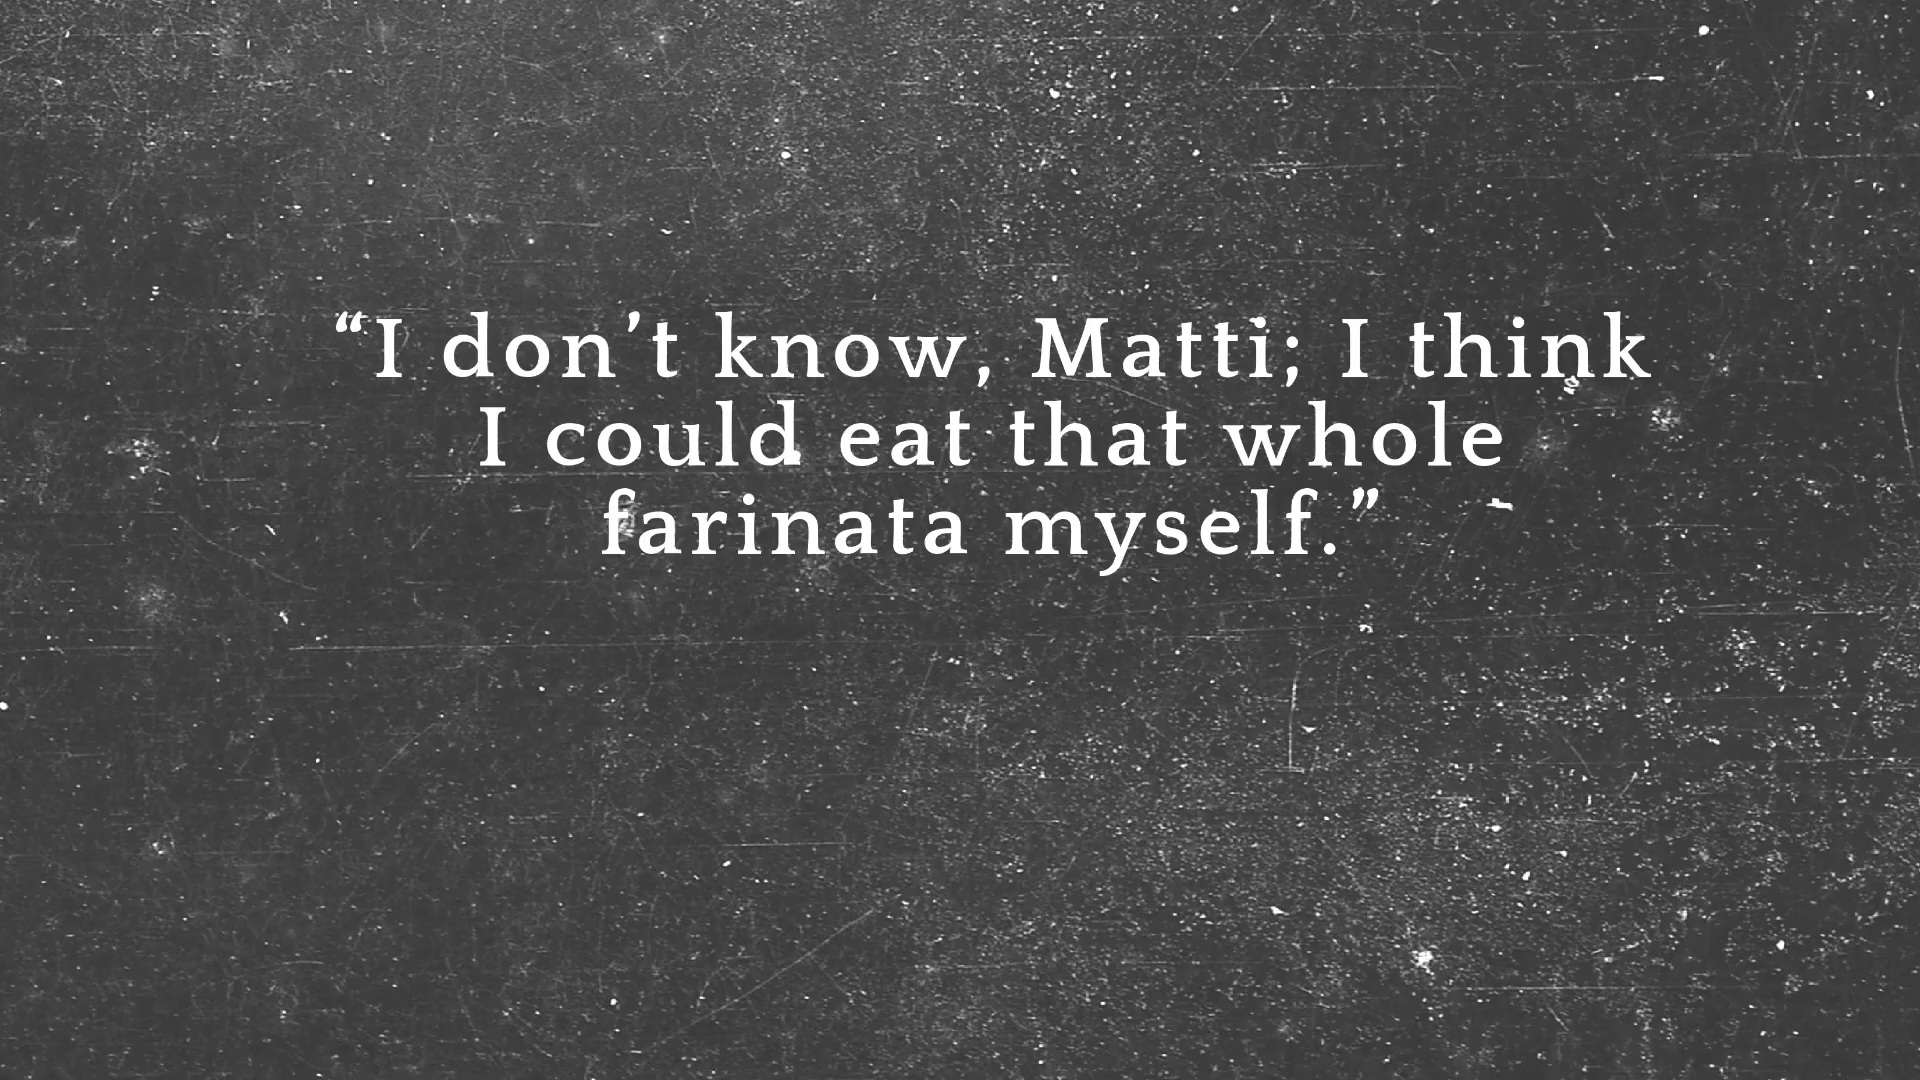 “I don’t know, Matti; I think
I could eat that whole
farinata myself.”